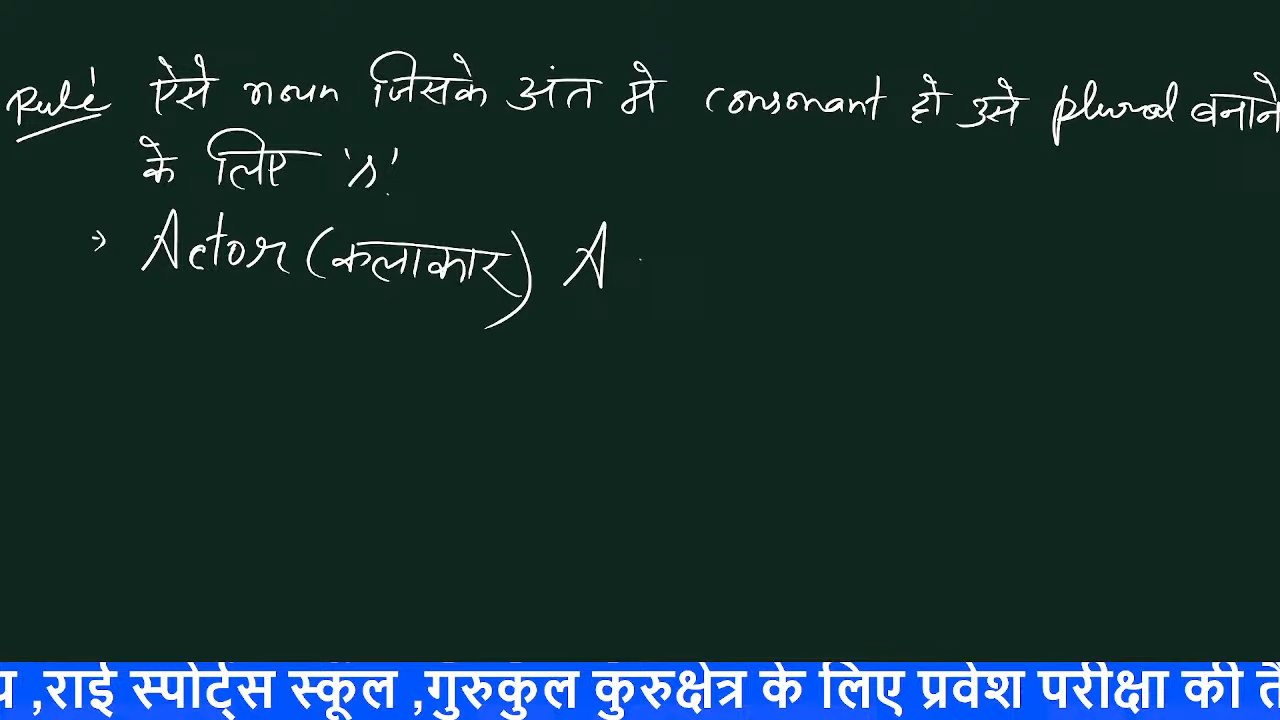 Rule ऐसे noun जिसके अंत मे consonant हो उसे plural बनाने
के लिए 's'
→ Actor (कलाकार) A
य ,राई स्पोर्ट्स स्कूल ,गुरुकुल कुरुक्षेत्र के लिए प्रवेश परीक्षा की तै